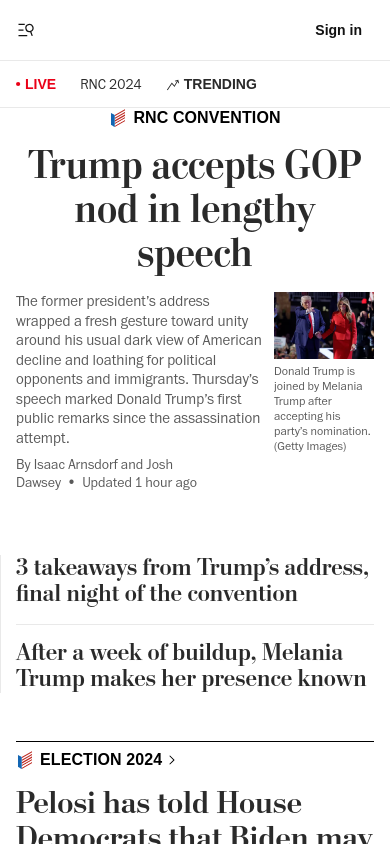 Sign in
LIVE
RNC 2024
TRENDING
RNC CONVENTION
Trump accepts GOP
nod in lengthy
speech
The former president’s address
wrapped a fresh gesture toward unity
around his usual dark view of American
decline and loathing for political
opponents and immigrants. Thursday’s
speech marked Donald Trump’s first
public remarks since the assassination
attempt.
By Isaac Arnsdorf and Josh
Dawsey • Updated 1 hour ago
Donald Trump is
joined by Melania
Trump after
accepting his
party’s nomination.
(Getty Images)
3 takeaways from Trump’s address,
final night of the convention
After a week of buildup, Melania
Trump makes her presence known
ELECTION 2024
Pelosi has told House
Democrats that Biden may